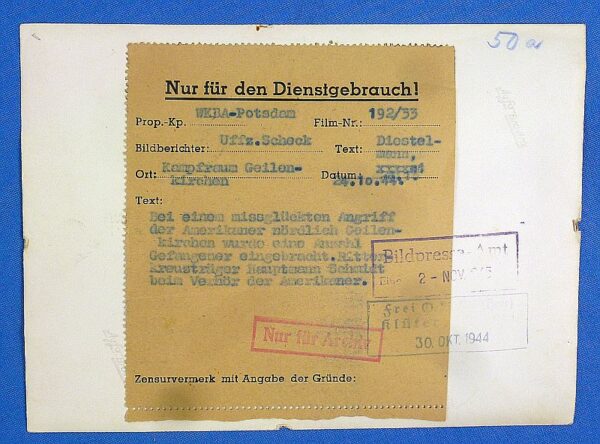 50a
Nur für den Dienstgebrauch!
Prop.-Kp. WKBA-Potsdam Film-Nr.: 192/33
Bildberichter: Uffz.Scheck Text: Diestel-
mann,
Ort: Kampfraum Geilen-
kirchen Datum: 24.10.44.
Text:
Bei einem missglückten Angriff
der Amerikaner nördlich Geilen-
kirchen wurde eine Anzahl
Gefangener eingebracht. Ritter-
kreuzträger Hauptmann Schmidt
beim Verhör der Amerikaner.
Bildpresse-Amt
2 - NOV
Frei
Nur für Archiv
30. OKT. 1944
Zensurvermerk mit Angabe der Gründe: